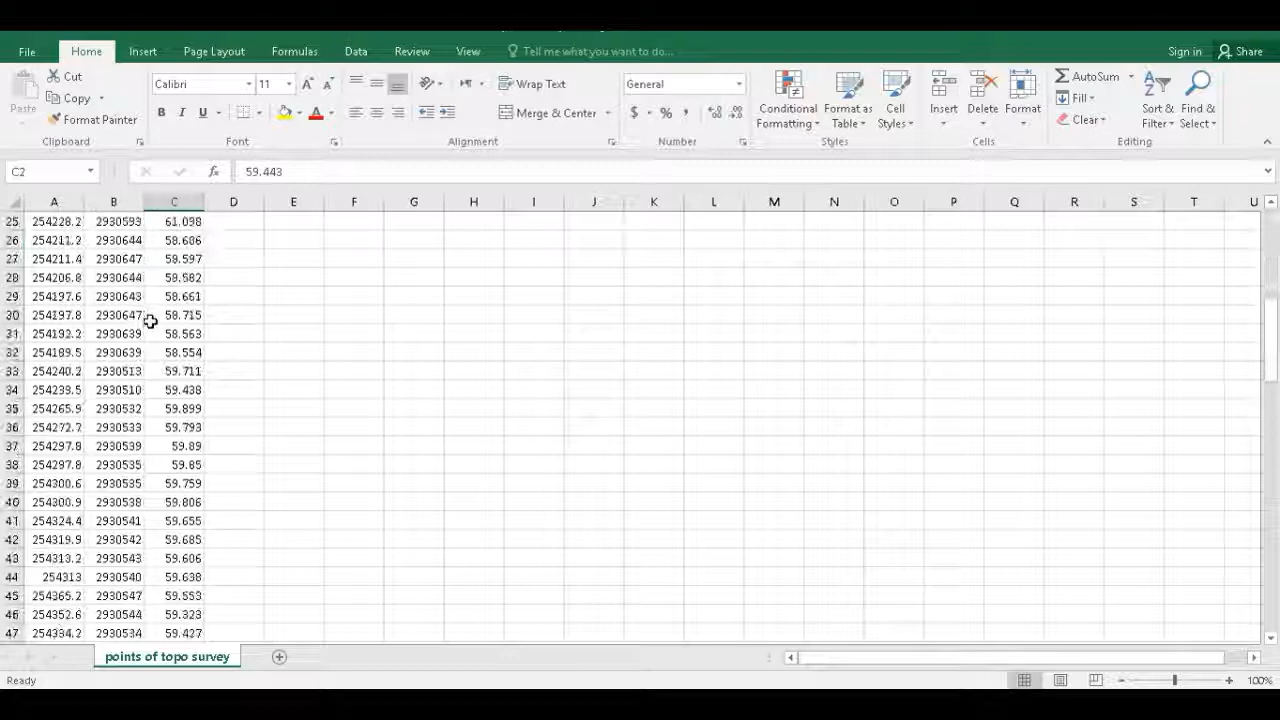 File Home Insert Page Layout Formulas Data Review View Tell me what you want to do... Sign in Share
Paste Cut Copy Format Painter Clipboard
Calibri 11 B I U Font
Wrap Text Merge & Center Alignment
General $ % Number
Conditional Formatting Format as Table Cell Styles Styles
Insert Delete Format Cells
AutoSum Fill Clear Sort & Filter Find & Select Editing
C2 fx 59.443
A B C D E F G H I J K L M N O P Q R S T U
25 254228.2 2930593 61.098
26 254211.2 2930644 58.686
27 254211.4 2930647 58.597
28 254206.8 2930644 59.582
29 254197.6 2930643 58.661
30 254197.8 2930647 58.715
31 254192.2 2930639 58.563
32 254189.5 2930639 58.554
33 254240.2 2930513 59.711
34 254239.5 2930510 59.438
35 254265.9 2930532 59.899
36 254272.7 2930533 59.793
37 254297.8 2930539 59.89
38 254297.8 2930535 59.85
39 254300.6 2930535 59.759
40 254300.9 2930538 59.806
41 254324.4 2930541 59.655
42 254319.9 2930542 59.685
43 254313.2 2930543 59.606
44 254313 2930540 59.638
45 254365.2 2930547 59.553
46 254352.6 2930544 59.323
47 254334.2 2930534 59.427
points of topo survey
Ready 100%